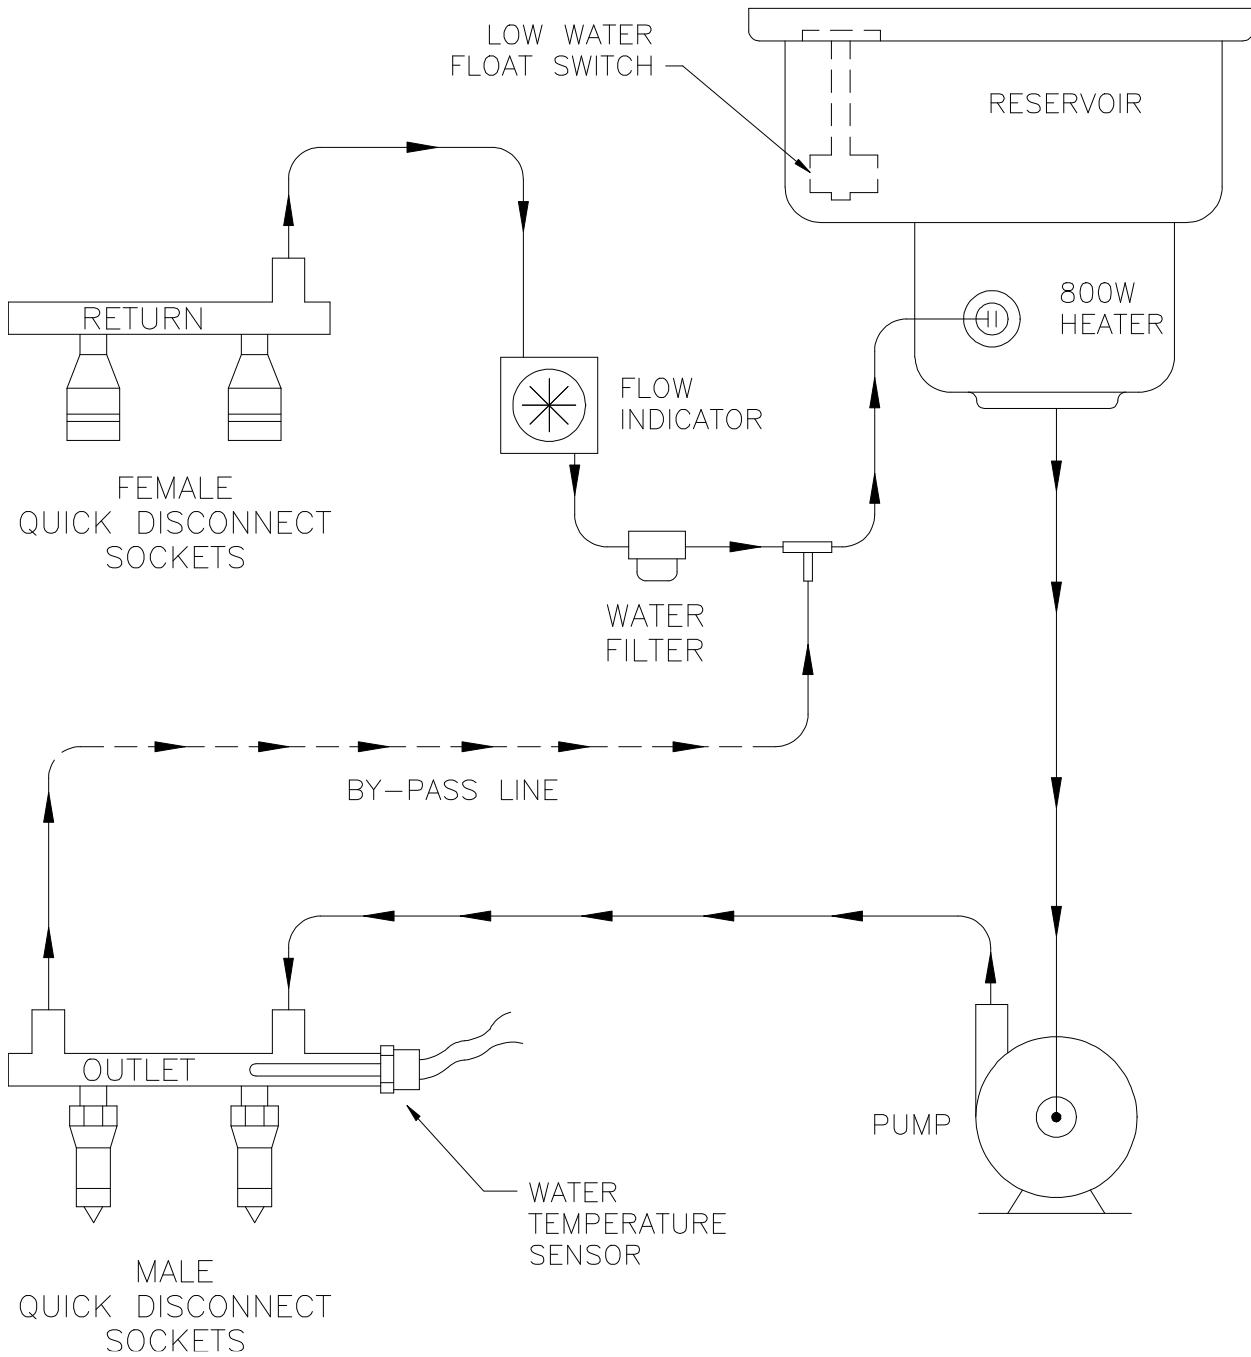 LOW WATER
FLOAT SWITCH
RESERVOIR
RETURN
800W
HEATER
FLOW
INDICATOR
FEMALE
QUICK DISCONNECT
SOCKETS
WATER
FILTER
BY-PASS LINE
OUTLET
PUMP
WATER
TEMPERATURE
SENSOR
MALE
QUICK DISCONNECT
SOCKETS